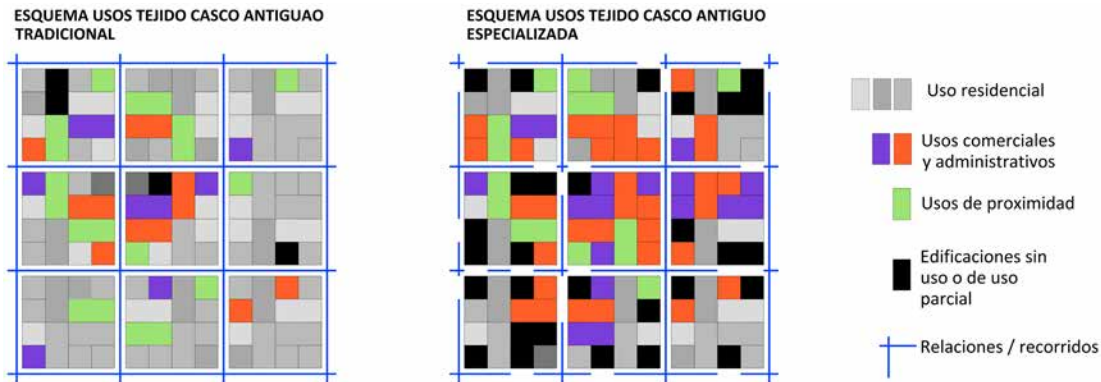 ESQUEMA USOS TEJIDO CASCO ANTIGUAO
TRADICIONAL
ESQUEMA USOS TEJIDO CASCO ANTIGUO
ESPECIALIZADA
Uso residencial
Usos comerciales
y administrativos
Usos de proximidad
Edificaciones sin
uso o de uso
parcial
Relaciones / recorridos